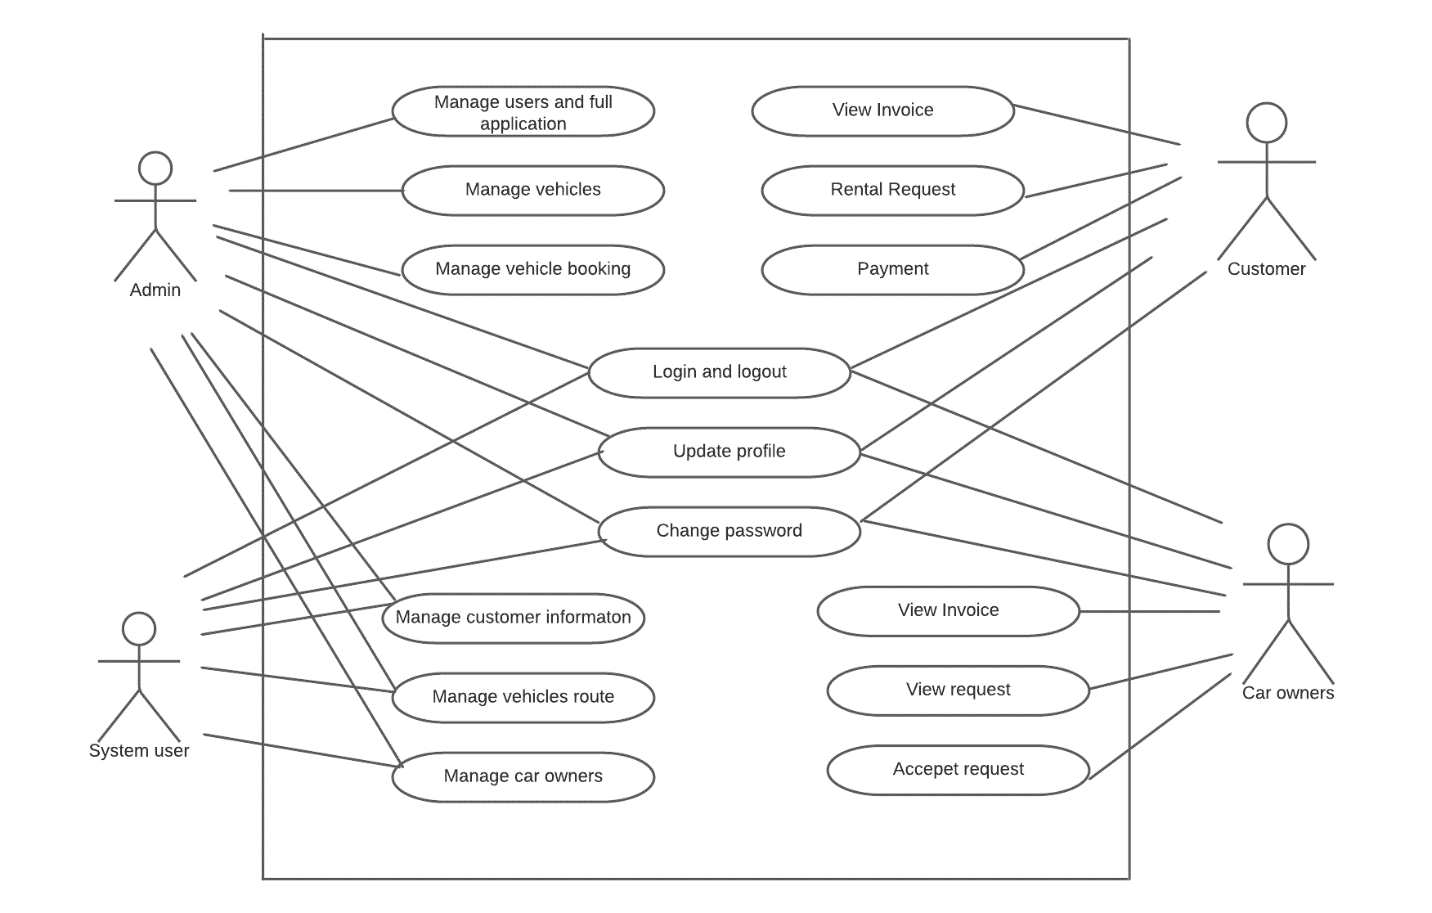 Manage users and full
application
View Invoice
Manage vehicles
Rental Request
Manage vehicle booking
Payment
Admin
Customer
Login and logout
Update profile
Change password
Manage customer informaton
View Invoice
Manage vehicles route
View request
Car owners
System user
Manage car owners
Accepet request